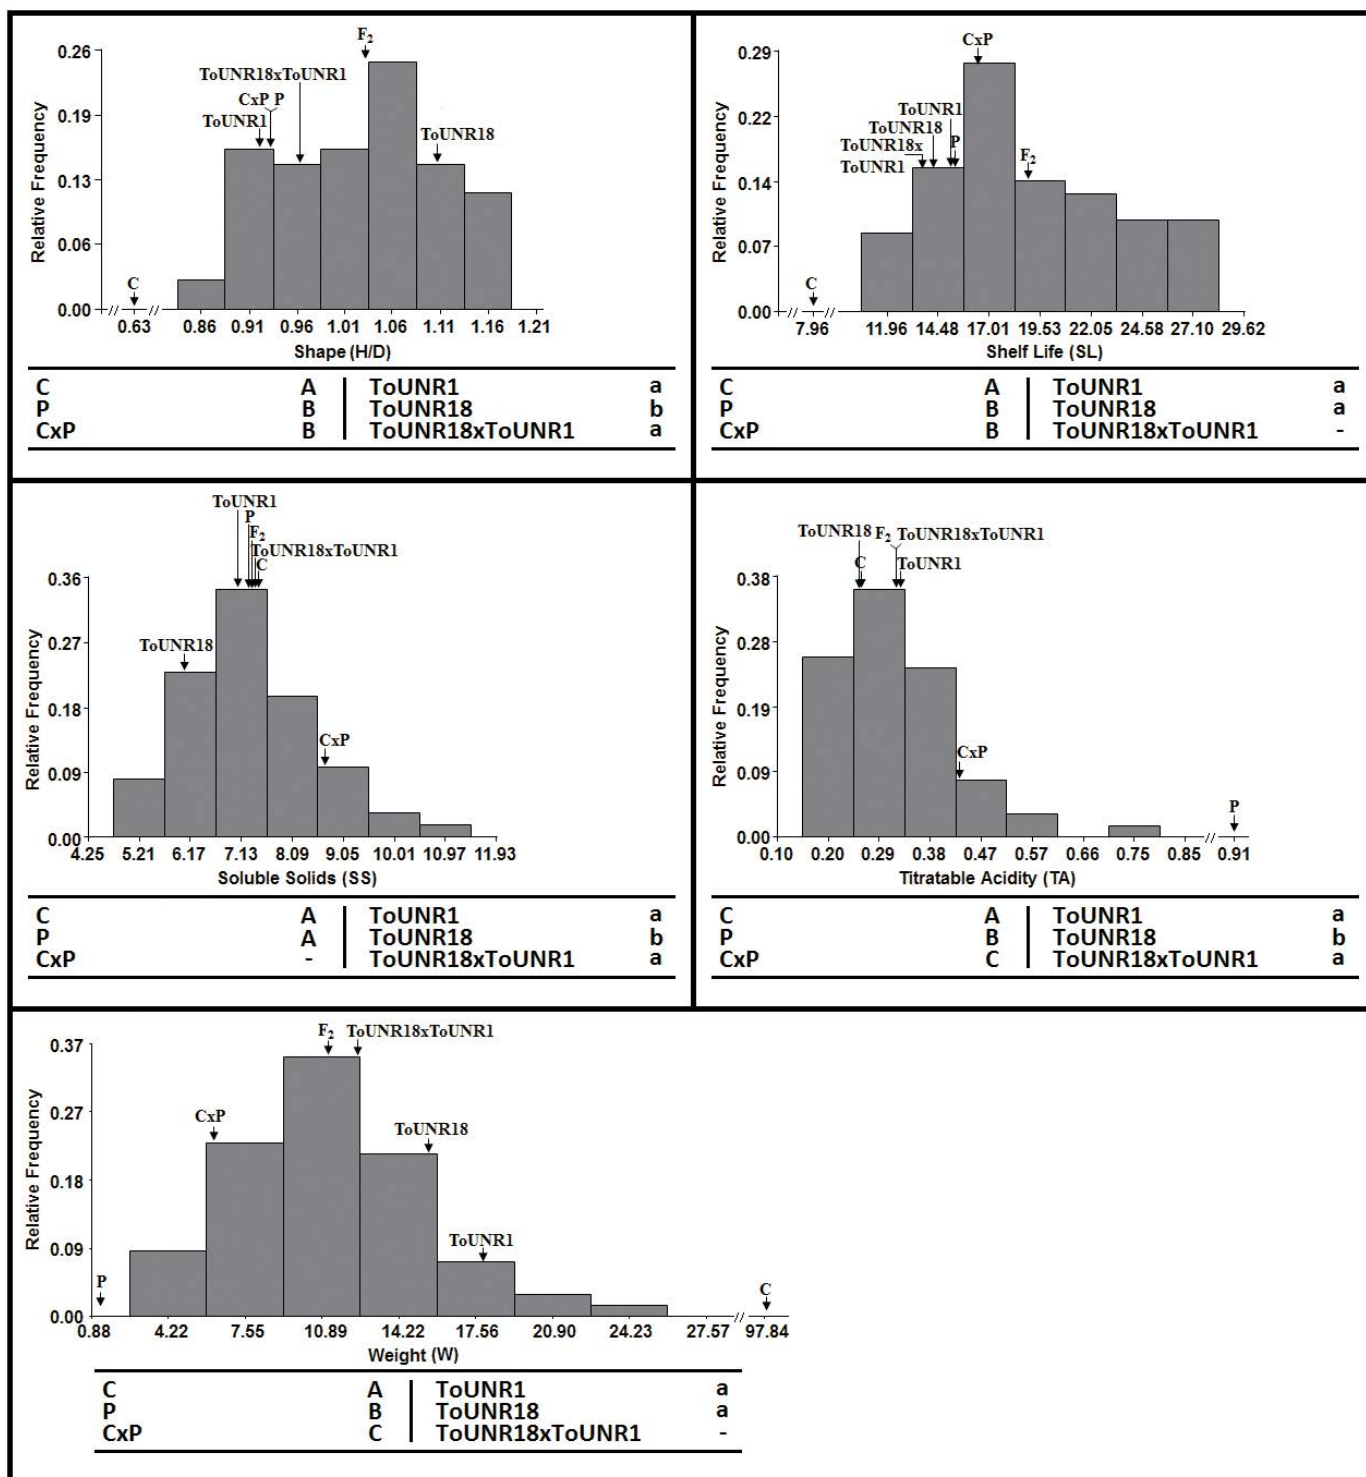 F2
0.26
ToUNR18xToUNR1
CxP P
0.19
ToUNR1
ToUNR18
0.13
0.06
C
0.00
0.63 0.86 0.91 0.96 1.01 1.06 1.11 1.16 1.21
Relative Frequency
Shape (H/D)
C A ToUNR1 a
P B ToUNR18 b
CxP B ToUNR18xToUNR1 a
CxP
0.29
0.22
ToUNR1
ToUNR18
P
ToUNR18x
ToUNR1
F2
0.14
0.07
C
0.00
7.96 11.96 14.48 17.01 19.53 22.05 24.58 27.10 29.62
Relative Frequency
Shelf Life (SL)
C A ToUNR1 a
P B ToUNR18 a
CxP B ToUNR18xToUNR1 -
ToUNR1
P
F2
ToUNR18xToUNR1
C
0.36
0.27
ToUNR18
0.18
CxP
0.09
0.00
4.25 5.21 6.17 7.13 8.09 9.05 10.01 10.97 11.93
Relative Frequency
Soluble Solids (SS)
C A ToUNR1 a
P A ToUNR18 b
CxP - ToUNR18xToUNR1 a
ToUNR18 F2 ToUNR18xToUNR1
C ToUNR1
0.38
0.28
0.19
CxP
0.09
P
0.00
0.10 0.20 0.29 0.38 0.47 0.57 0.66 0.75 0.85 0.91
Relative Frequency
Titratable Acidity (TA)
C A ToUNR1 a
P B ToUNR18 b
CxP C ToUNR18xToUNR1 a
F2 ToUNR18xToUNR1
0.37
0.27
CxP
ToUNR18
0.18
ToUNR1
0.09
P
C
0.00
0.88 4.22 7.55 10.89 14.22 17.56 20.90 24.23 27.57 97.84
Relative Frequency
Weight (W)
C A ToUNR1 a
P B ToUNR18 a
CxP C ToUNR18xToUNR1 -